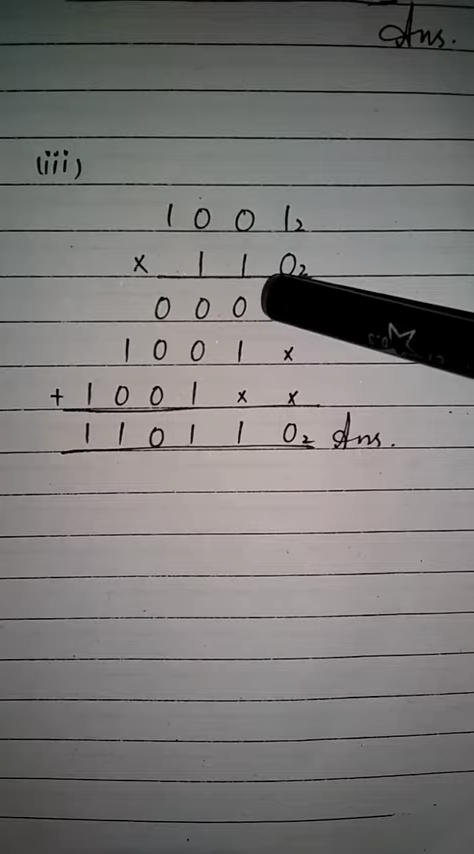 Ans.
(iii)
1 0 0 1₂
× 1 1 0₂
0 0 0
1 0 0 1 ×
+ 1 0 0 1 × ×
1 1 0 1 1 0₂ Ans.